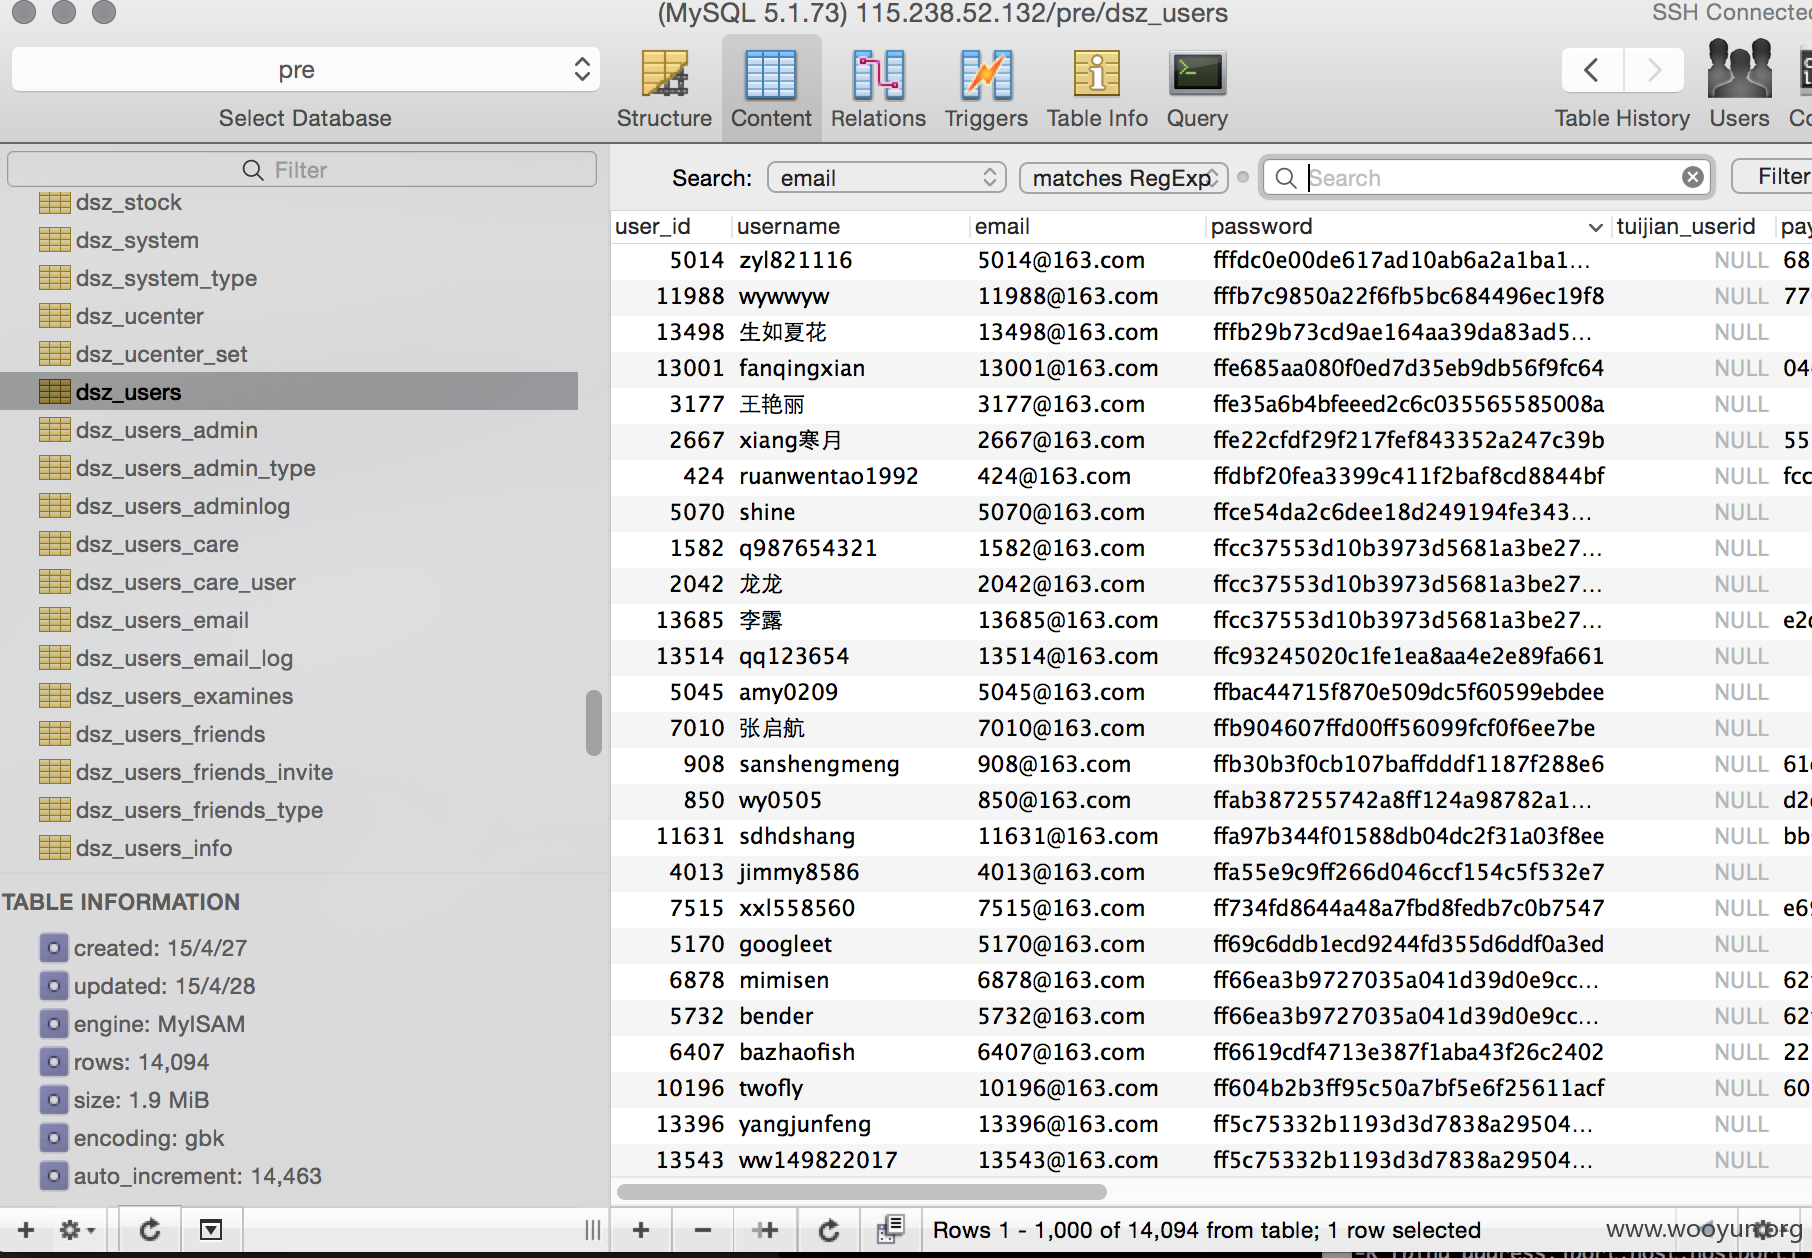 (MySQL 5.1.73) 115.238.52.132/pre/dsz_users
SSH Connected
pre
Select Database
Structure
Content
Relations
Triggers
Table Info
Query
Table History
Users
Filter
Search:
email
matches RegExp
Search
Filter
dsz_stock
dsz_system
dsz_system_type
dsz_ucenter
dsz_ucenter_set
dsz_users
dsz_users_admin
dsz_users_admin_type
dsz_users_adminlog
dsz_users_care
dsz_users_care_user
dsz_users_email
dsz_users_email_log
dsz_users_examines
dsz_users_friends
dsz_users_friends_invite
dsz_users_friends_type
dsz_users_info
TABLE INFORMATION
created: 15/4/27
updated: 15/4/28
engine: MyISAM
rows: 14,094
size: 1.9 MiB
encoding: gbk
auto_increment: 14,463
user_id username email password tuijian_userid pay
5014 zyl821116 5014@163.com fffdc0e00de617ad10ab6a2a1ba1... NULL 68
11988 wywwyw 11988@163.com fffb7c9850a22f6fb5bc684496ec19f8 NULL 77
13498 生如夏花 13498@163.com fffb29b73cd9ae164aa39da83ad5... NULL
13001 fanqingxian 13001@163.com ffe685aa080f0ed7d35eb9db56f9fc64 NULL 04
3177 王艳丽 3177@163.com ffe35a6b4bfeeed2c6c035565585008a NULL
2667 xiang寒月 2667@163.com ffe22cfdf29f217fef843352a247c39b NULL 55
424 ruanwentao1992 424@163.com ffdbf20fea3399c411f2baf8cd8844bf NULL fcc
5070 shine 5070@163.com ffce54da2c6dee18d249194fe343... NULL
1582 q987654321 1582@163.com ffcc37553d10b3973d5681a3be27... NULL
2042 龙龙 2042@163.com ffcc37553d10b3973d5681a3be27... NULL
13685 李露 13685@163.com ffcc37553d10b3973d5681a3be27... NULL e2
13514 qq123654 13514@163.com ffc93245020c1fe1ea8aa4e2e89fa661 NULL
5045 amy0209 5045@163.com ffbac44715f870e509dc5f60599ebdee NULL
7010 张启航 7010@163.com ffb904607ffd00ff56099fcf0f6ee7be NULL
908 sanshengmeng 908@163.com ffb30b3f0cb107baffdddf1187f288e6 NULL 61
850 wy0505 850@163.com ffab387255742a8ff124a98782a1... NULL d2
11631 sdhdshang 11631@163.com ffa97b344f01588db04dc2f31a03f8ee NULL bb
4013 jimmy8586 4013@163.com ffa55e9c9ff266d046ccf154c5f532e7 NULL
7515 xxl558560 7515@163.com ff734fd8644a48a7fbd8fedb7c0b7547 NULL e6
5170 googleet 5170@163.com ff69c6ddb1ecd9244fd355d6ddf0a3ed NULL
6878 mimisen 6878@163.com ff66ea3b9727035a041d39d0e9cc... NULL 62
5732 bender 5732@163.com ff66ea3b9727035a041d39d0e9cc... NULL 62
6407 bazhaofish 6407@163.com ff6619cdf4713e387f1aba43f26c2402 NULL 22
10196 twofly 10196@163.com ff604b2b3ff95c50a7bf5e6f25611acf NULL 60
13396 yangjunfeng 13396@163.com ff5c75332b1193d3d7838a29504... NULL
13543 ww149822017 13543@163.com ff5c75332b1193d3d7838a29504... NULL
Rows 1 - 1,000 of 14,094 from table; 1 row selected
www.wooyun.org